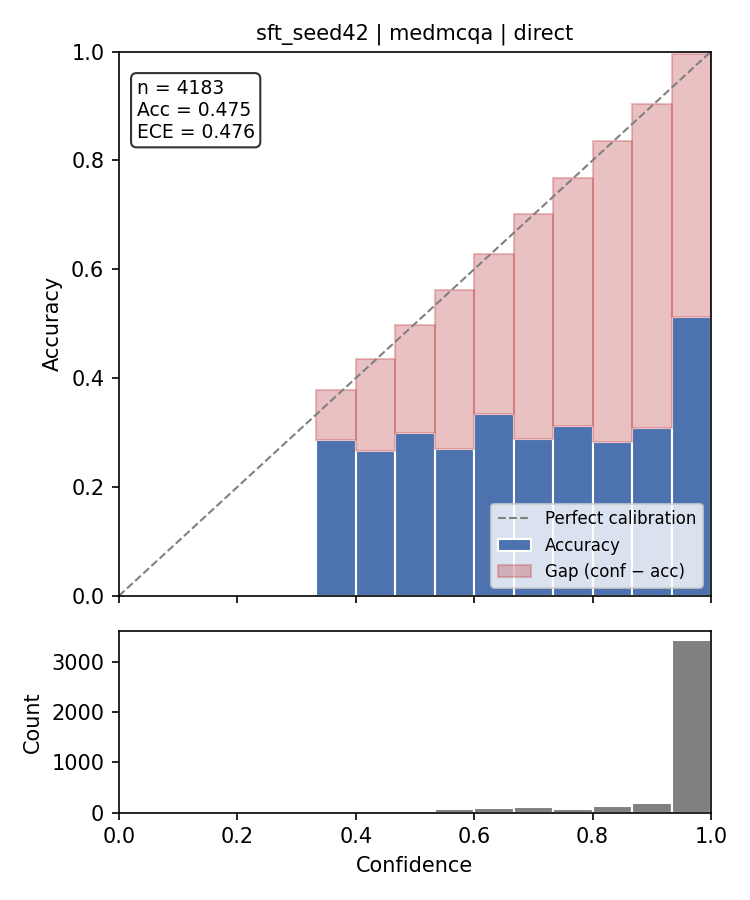 sft_seed42 | medmcqa | direct
n = 4183
Acc = 0.475
ECE = 0.476
1.0
0.8
0.6
0.4
0.2
0.0
Accuracy
Perfect calibration
Accuracy
Gap (conf − acc)
3000
2000
1000
0
Count
0.0 0.2 0.4 0.6 0.8 1.0
Confidence